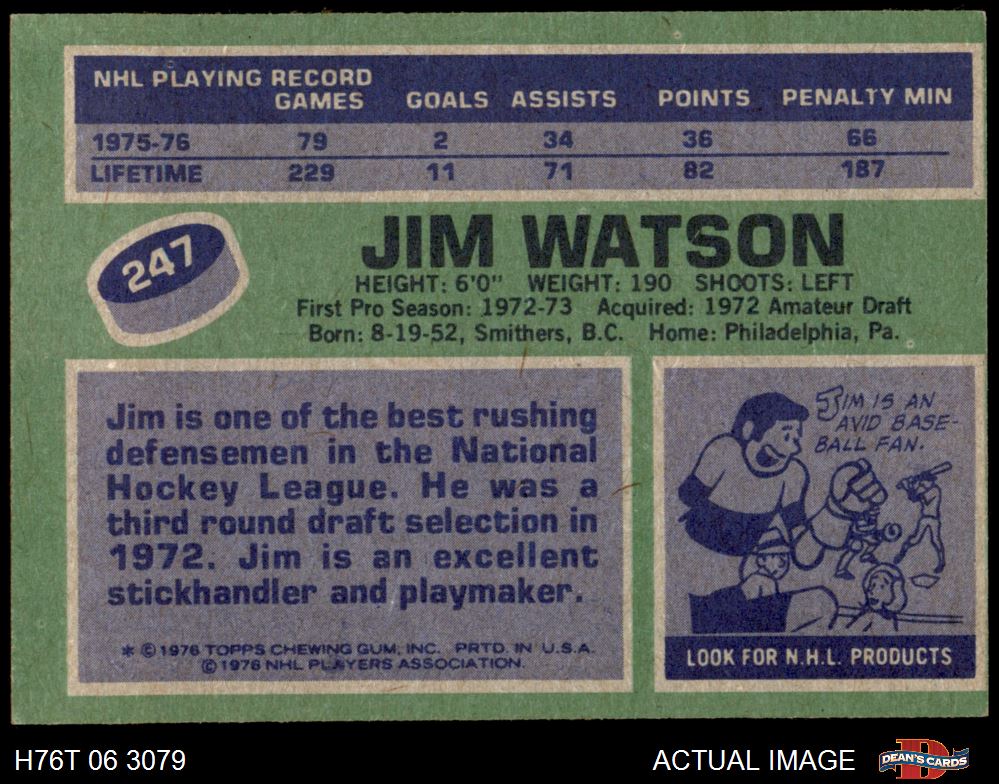 NHL PLAYING RECORD
GAMES GOALS ASSISTS POINTS PENALTY MIN
1975-76 79 2 34 36 66
LIFETIME 229 11 71 82 187
247
JIM WATSON
HEIGHT: 6'0" WEIGHT: 190 SHOOTS: LEFT
First Pro Season: 1972-73 Acquired: 1972 Amateur Draft
Born: 8-19-52, Smithers, B.C. Home: Philadelphia, Pa.
Jim is one of the best rushing
defensemen in the National
Hockey League. He was a
third round draft selection in
1972. Jim is an excellent
stickhandler and playmaker.
* © 1976 TOPPS CHEWING GUM, INC. PRTD. IN U.S.A.
© 1976 NHL PLAYERS ASSOCIATION.
JIM IS AN
AVID BASE-
BALL FAN.
LOOK FOR N.H.L. PRODUCTS
H76T 06 3079
ACTUAL IMAGE
D
DEAN'S CARDS